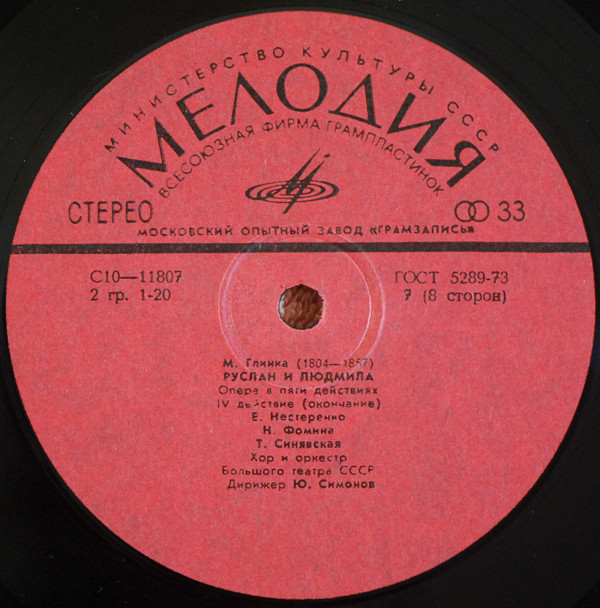 МИНИСТЕРСТВО КУЛЬТУРЫ СССР
МЕЛОДИЯ
ВСЕСОЮЗНАЯ ФИРМА ГРАМПЛАСТИНОК
СТЕРЕО
33
МОСКОВСКИЙ ОПЫТНЫЙ ЗАВОД «ГРАМЗАПИСЬ»
С10—11807
ГОСТ 5289-73
2 гр. 1-20
7 (8 сторон)
М. Глинка (1804—1857)
РУСЛАН И ЛЮДМИЛА
Опера в пяти действиях
IV действие (окончание)
Е. Нестеренко
Н. Фомина
Т. Синявская
Хор и оркестр
Большого театра СССР
Дирижер Ю. Симонов